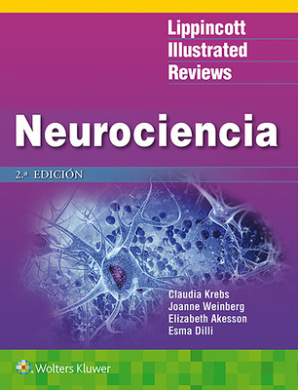 Lippincott
Illustrated
Reviews
Neurociencia
2.ª EDICIÓN
Claudia Krebs
Joanne Weinberg
Elizabeth Akesson
Esma Dilli
Wolters Kluwer